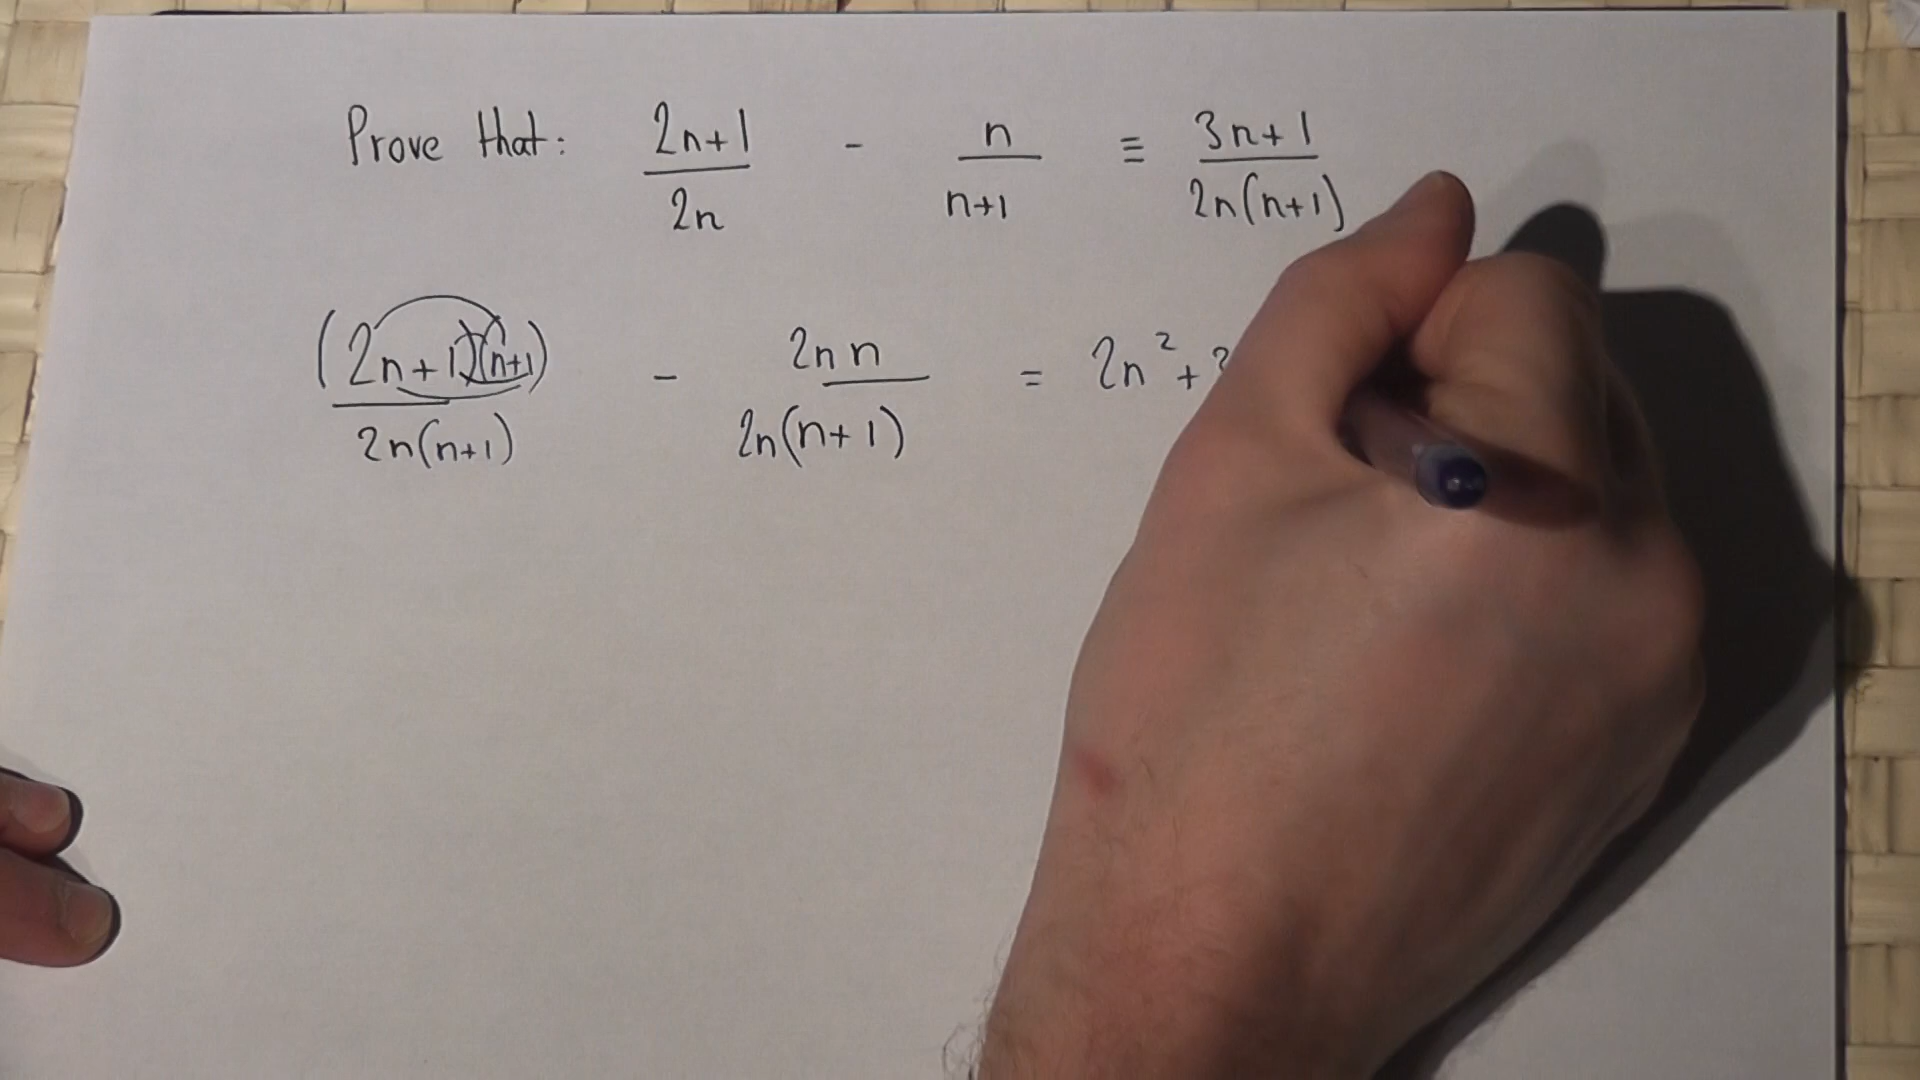 Prove that: (2n+1)/(2n) - n/(n+1) ≡ (3n+1)/(2n(n+1))
(2n+1)(n+1)/(2n(n+1)) - 2n n/(2n(n+1)) = 2n² +